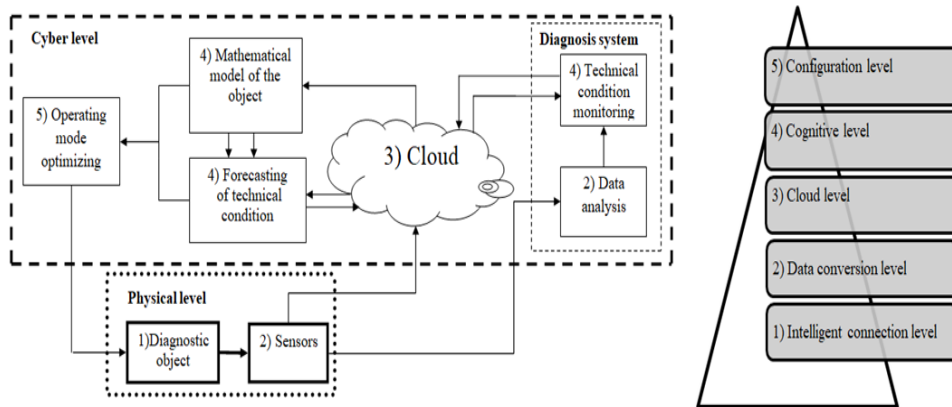 Cyber level
4) Mathematical
model of the
object
Diagnosis system
4) Technical
condition
monitoring
5) Operating
mode
optimizing
3) Cloud
4) Forecasting
of technical
condition
2) Data
analysis
Physical level
1)Diagnostic
object
2) Sensors
5) Configuration level
4) Cognitive level
3) Cloud level
2) Data conversion level
1) Intelligent connection level